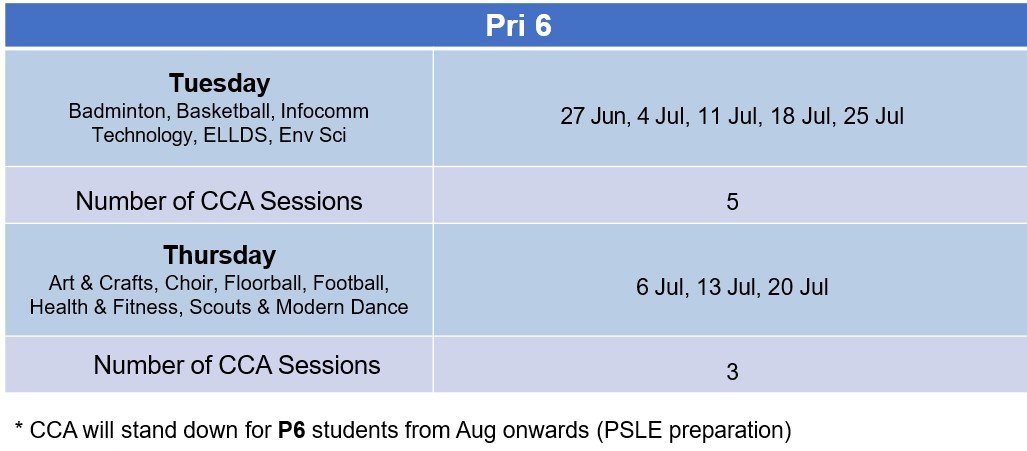 Pri 6
Tuesday
Badminton, Basketball, Infocomm
Technology, ELLDS, Env Sci
27 Jun, 4 Jul, 11 Jul, 18 Jul, 25 Jul
Number of CCA Sessions
5
Thursday
Art & Crafts, Choir, Floorball, Football,
Health & Fitness, Scouts & Modern Dance
6 Jul, 13 Jul, 20 Jul
Number of CCA Sessions
3
* CCA will stand down for P6 students from Aug onwards (PSLE preparation)